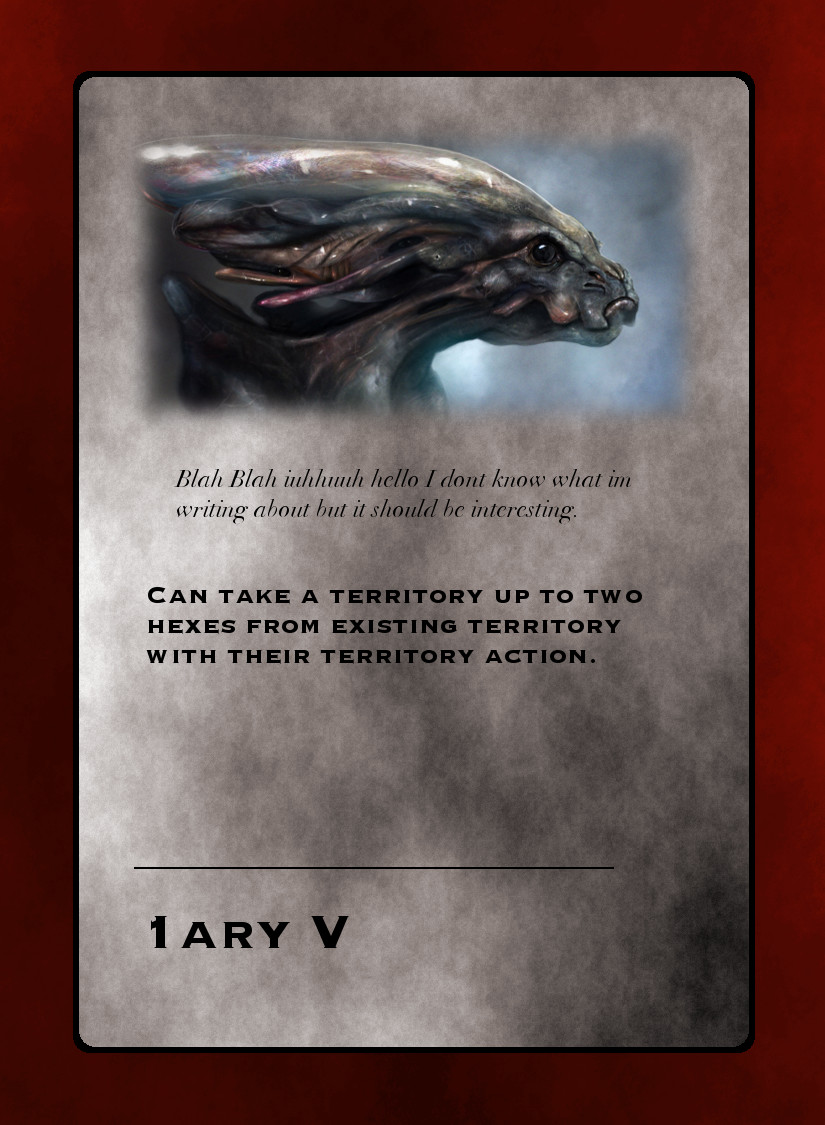 Blah Blah iuhhuuh hello I dont know what im
writing about but it should be interesting.
Can take a territory up to two
hexes from existing territory
with their territory action.
1ary V